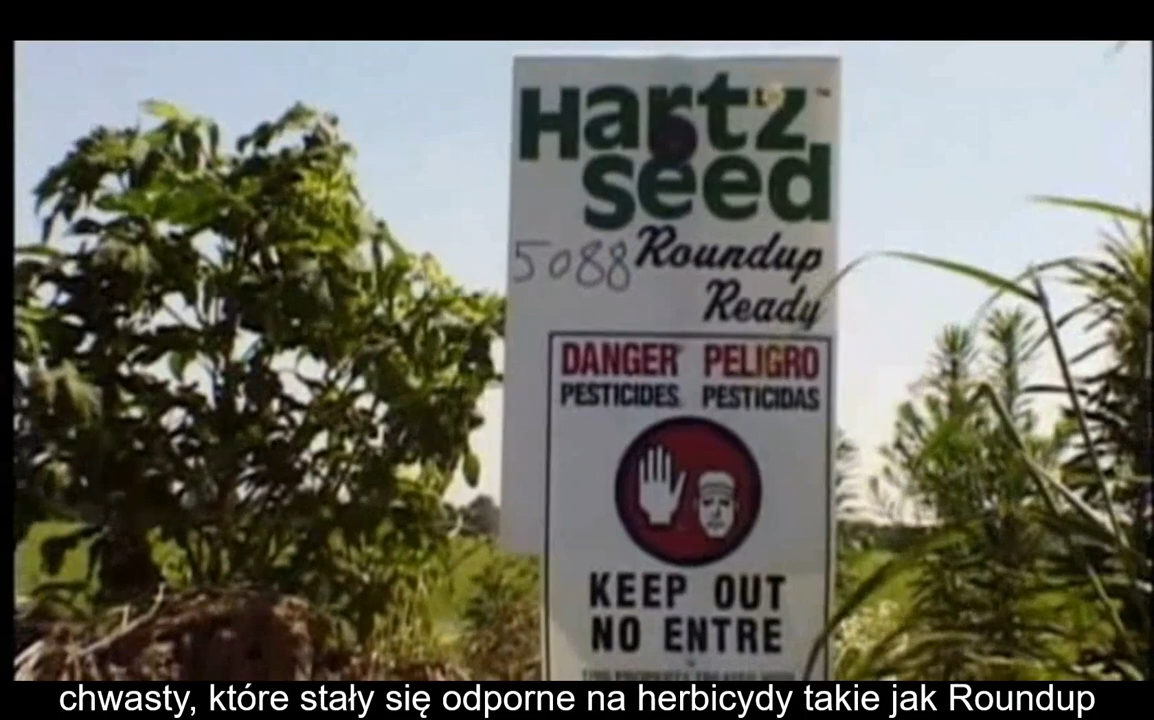 Hartz
seed
5088 Roundup
Ready
DANGER PELIGRO
PESTICIDES PESTICIDAS
KEEP OUT
NO ENTRE
chwasty, które stały się odporne na herbicydy takie jak Roundup